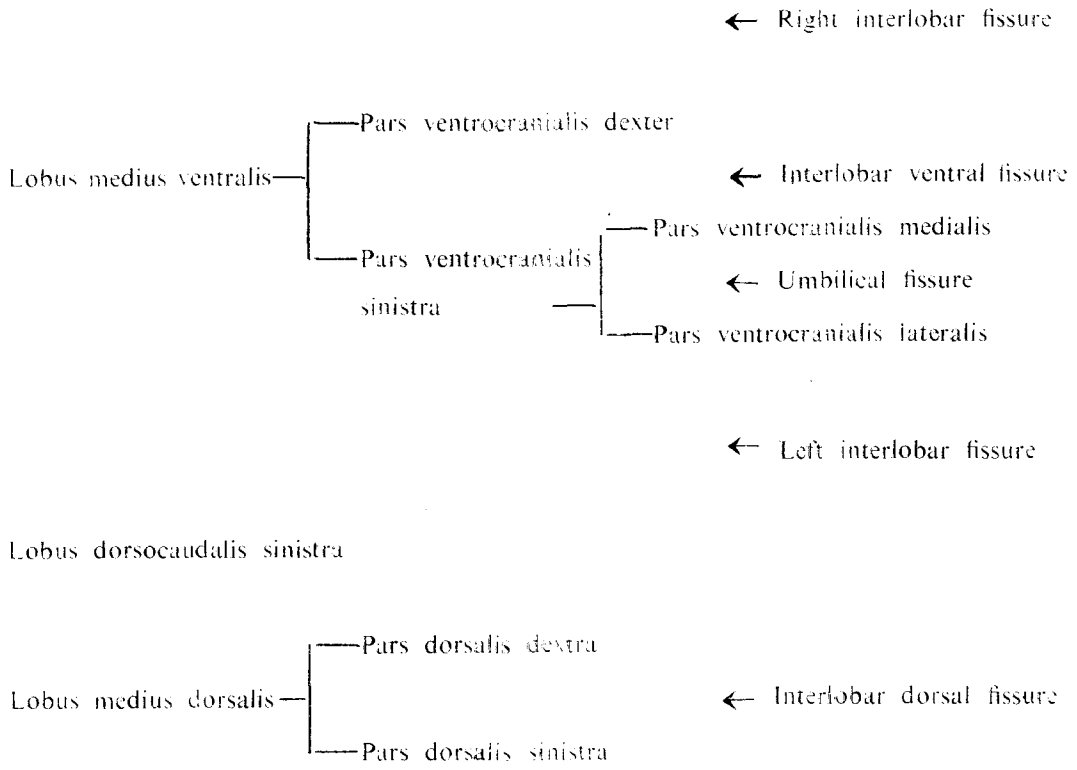 ← Right interlobar fissure
Pars ventrocranialis dexter
Lobus medius ventralis
← Interlobar ventral fissure
Pars ventrocranialis medialis
Pars ventrocranialis
sinistra
← Umbilical fissure
Pars ventrocranialis lateralis
← Left interlobar fissure
Lobus dorsocaudalis sinistra
Pars dorsalis dextra
Lobus medius dorsalis
← Interlobar dorsal fissure
Pars dorsalis sinistra